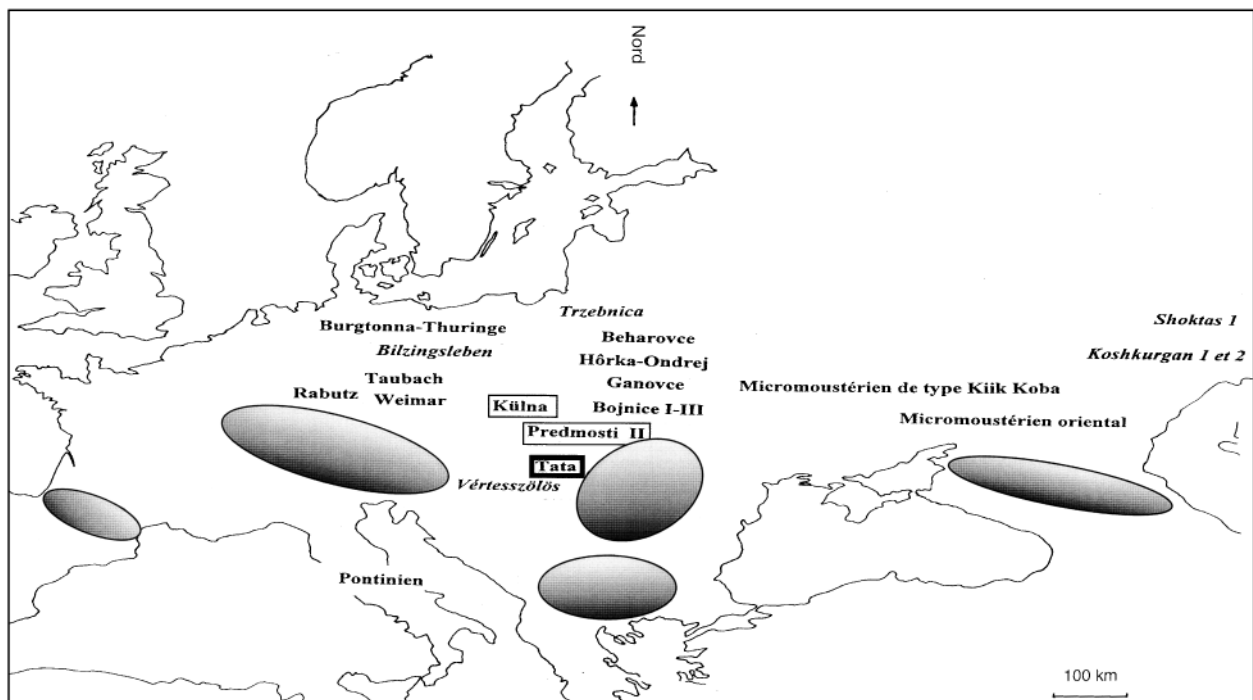 Nord
Trzebnica
Shoktas 1
Burgtonna-Thuringe
Beharovce
Bilzingsleben
Koshkurgan 1 et 2
Hôrka-Ondrej
Taubach
Ganovce
Micromoustérien de type Kiik Koba
Rabutz
Weimar
Külna
Bojnice I-III
Micromoustérien oriental
Predmosti II
Tata
Vértesszölös
Pontinien
100 km